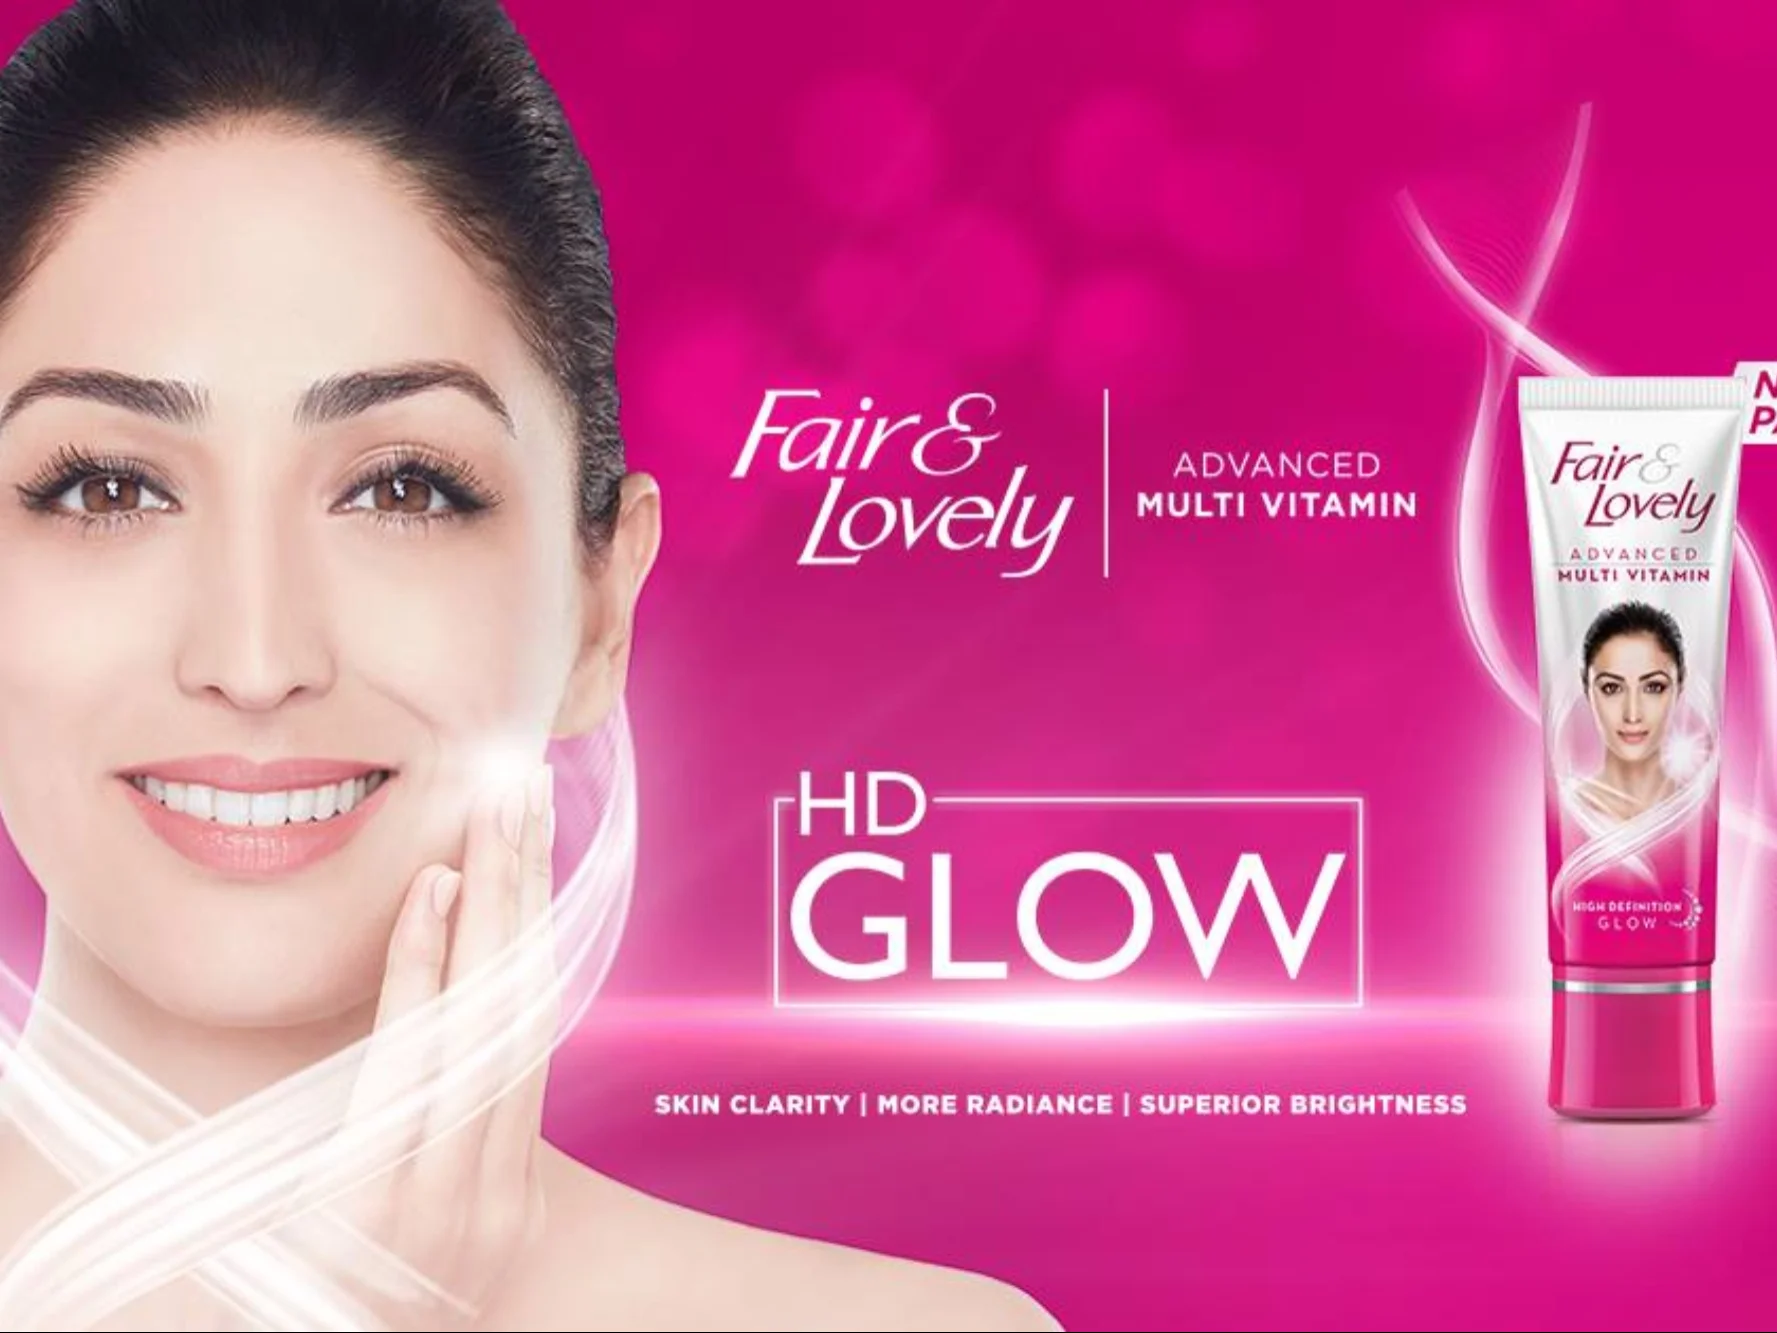 Fair &
Lovely
ADVANCED
MULTI VITAMIN
HD
GLOW
SKIN CLARITY | MORE RADIANCE | SUPERIOR BRIGHTNESS
Fair &
Lovely
ADVANCED
MULTI VITAMIN
HIGH DEFINITION
GLOW